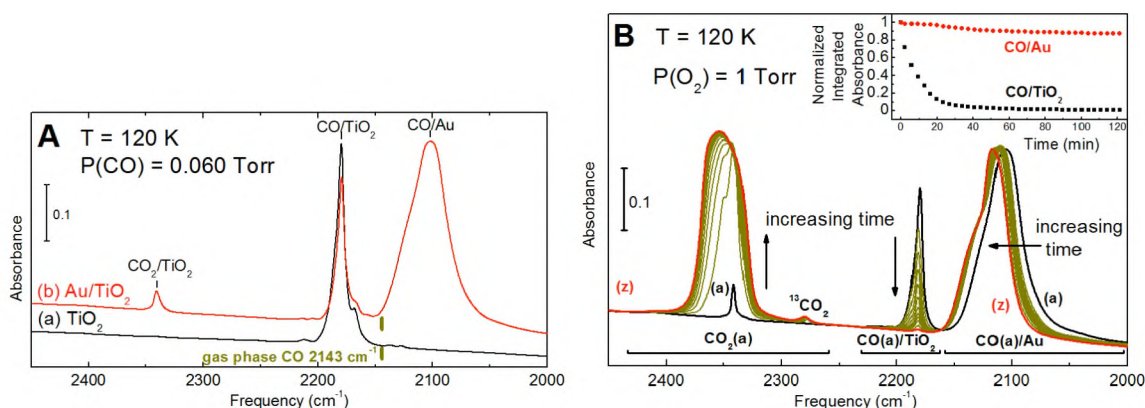 A
T = 120 K
P(CO) = 0.060 Torr
CO/TiO₂
CO/Au
0.1
CO₂/TiO₂
(b) Au/TiO₂
(a) TiO₂
gas phase CO 2143 cm⁻¹
Absorbance
2400 2300 2200 2100 2000
Frequency (cm⁻¹)
B
T = 120 K
P(O₂) = 1 Torr
Normalized
Integrated
Absorbance
1
0.8
0.6
0.4
0.2
0
CO/Au
CO/TiO₂
0 20 40 60 80 100 120
Time (min)
0.1
increasing time
increasing
time
(z)
(a)
¹³CO₂
(z)
(a)
CO₂(a)
CO(a)/TiO₂
CO(a)/Au
Absorbance
2400 2300 2200 2100 2000
Frequency (cm⁻¹)